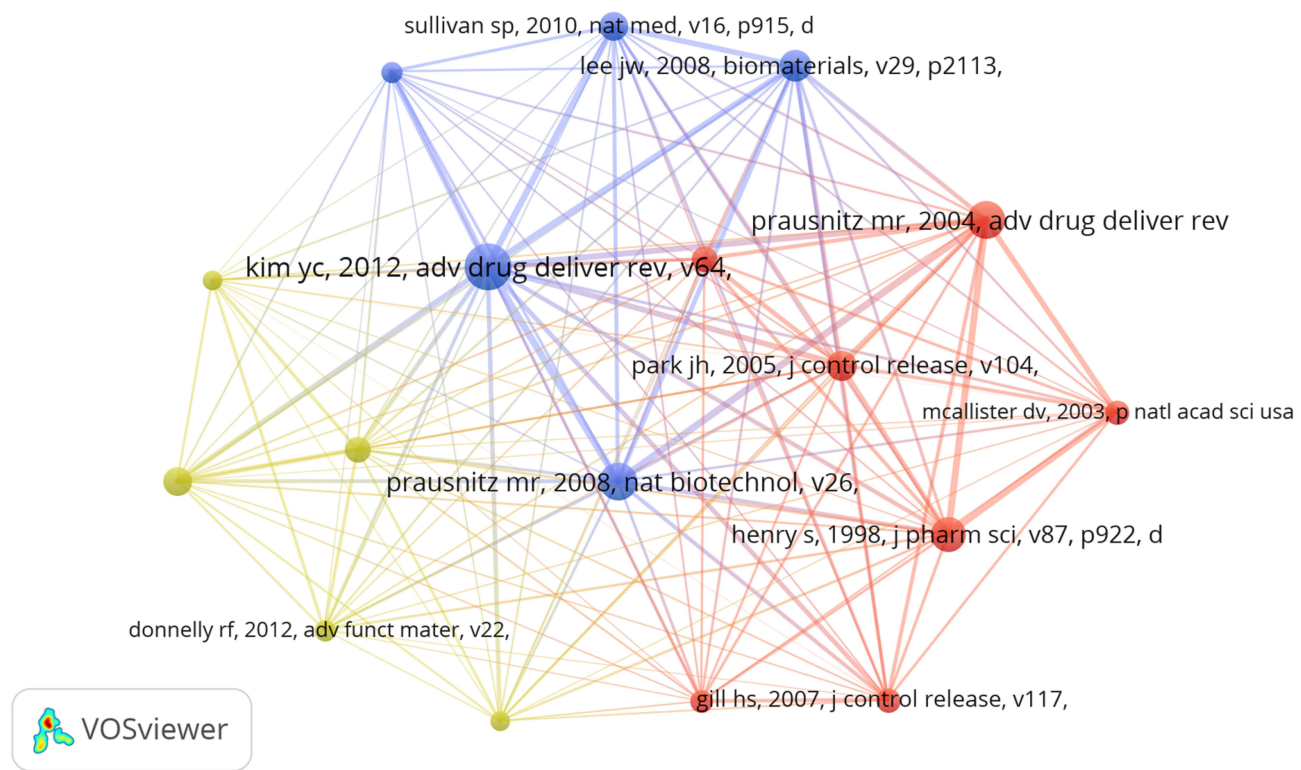 sullivan sp, 2010, nat med, v16, p915, d
lee jw, 2008, biomaterials, v29, p2113,
prausnitz mr, 2004, adv drug deliver rev
kim yc, 2012, adv drug deliver rev, v64,
park jh, 2005, j control release, v104,
mcallister dv, 2003, p natl acad sci usa
prausnitz mr, 2008, nat biotechnol, v26,
henry s, 1998, j pharm sci, v87, p922, d
donnelly rf, 2012, adv funct mater, v22,
gill hs, 2007, j control release, v117,
VOSviewer